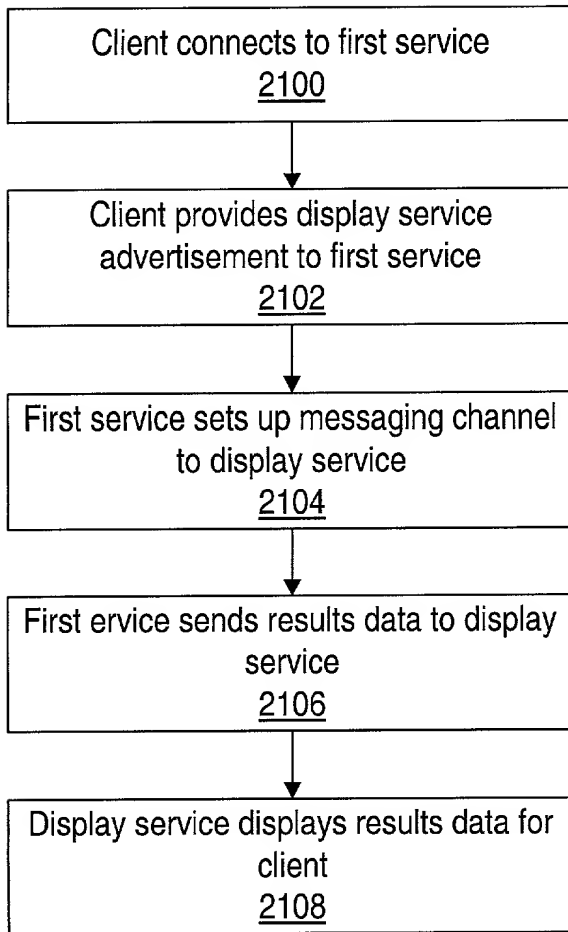 Client connects to first service
2100
Client provides display service
advertisement to first service
2102
First service sets up messaging channel
to display service
2104
First ervice sends results data to display
service
2106
Display service displays results data for
client
2108